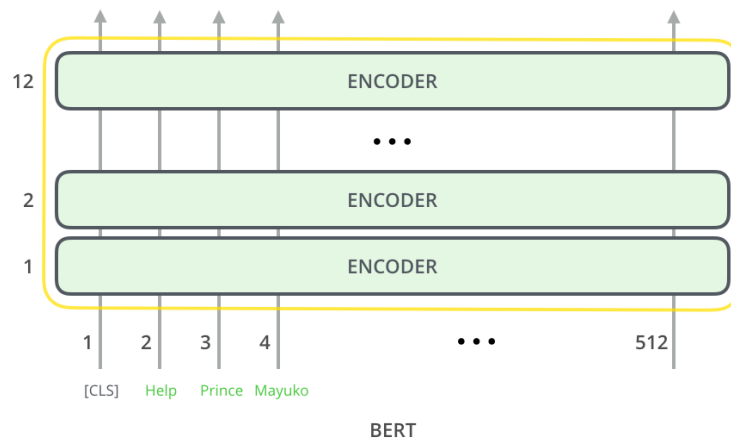 12 ENCODER
...
2 ENCODER
1 ENCODER
1 2 3 4 ... 512
[CLS] Help Prince Mayuko
BERT